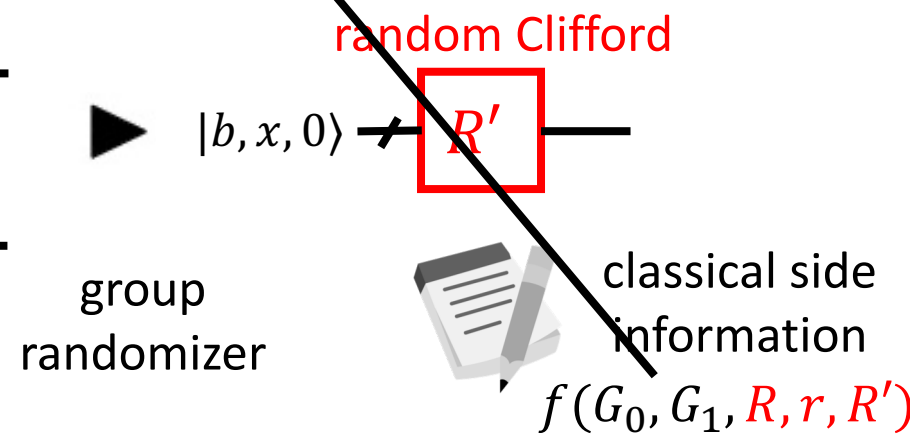 random Clifford
|b, x, 0⟩
R′
group
randomizer
classical side
information
f(G₀, G₁, R, r, R′)